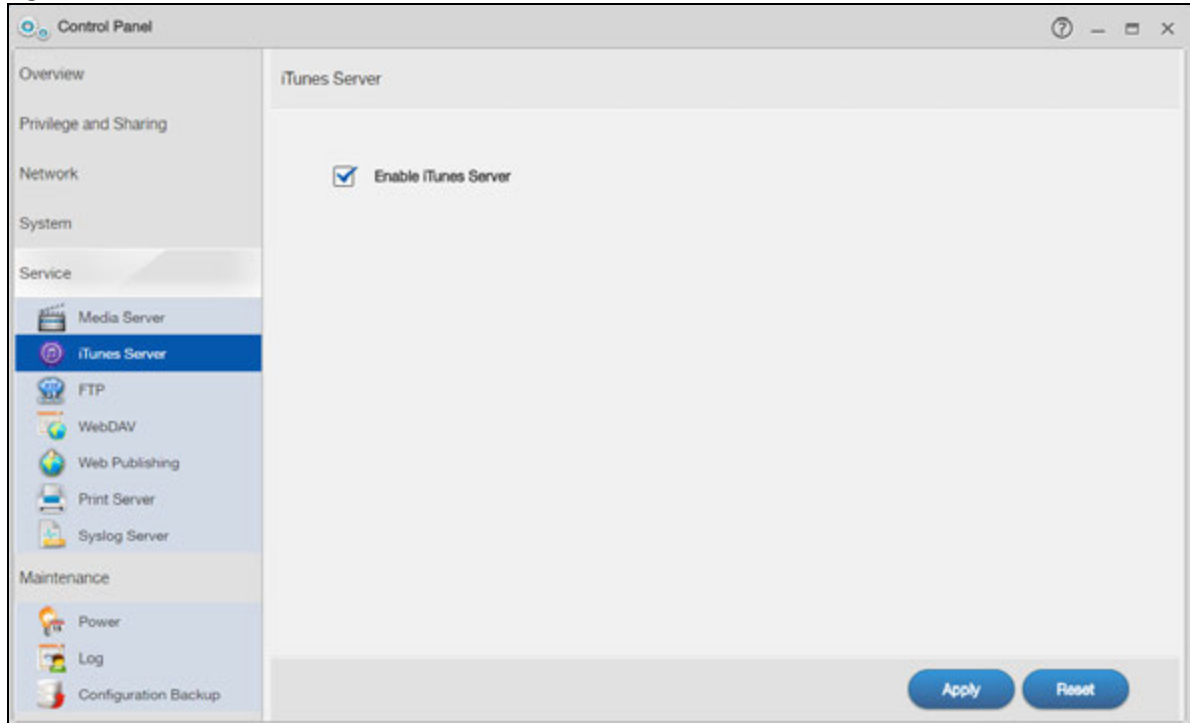 Control Panel
Overview
Privilege and Sharing
Network
System
Service
Media Server
iTunes Server
FTP
WebDAV
Web Publishing
Print Server
Syslog Server
Maintenance
Power
Log
Configuration Backup
iTunes Server
Enable iTunes Server
Apply
Reset